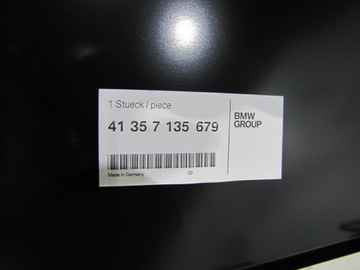 1 Stueck / piece
41 35 7 135 679
BMW
GROUP
Made in Germany